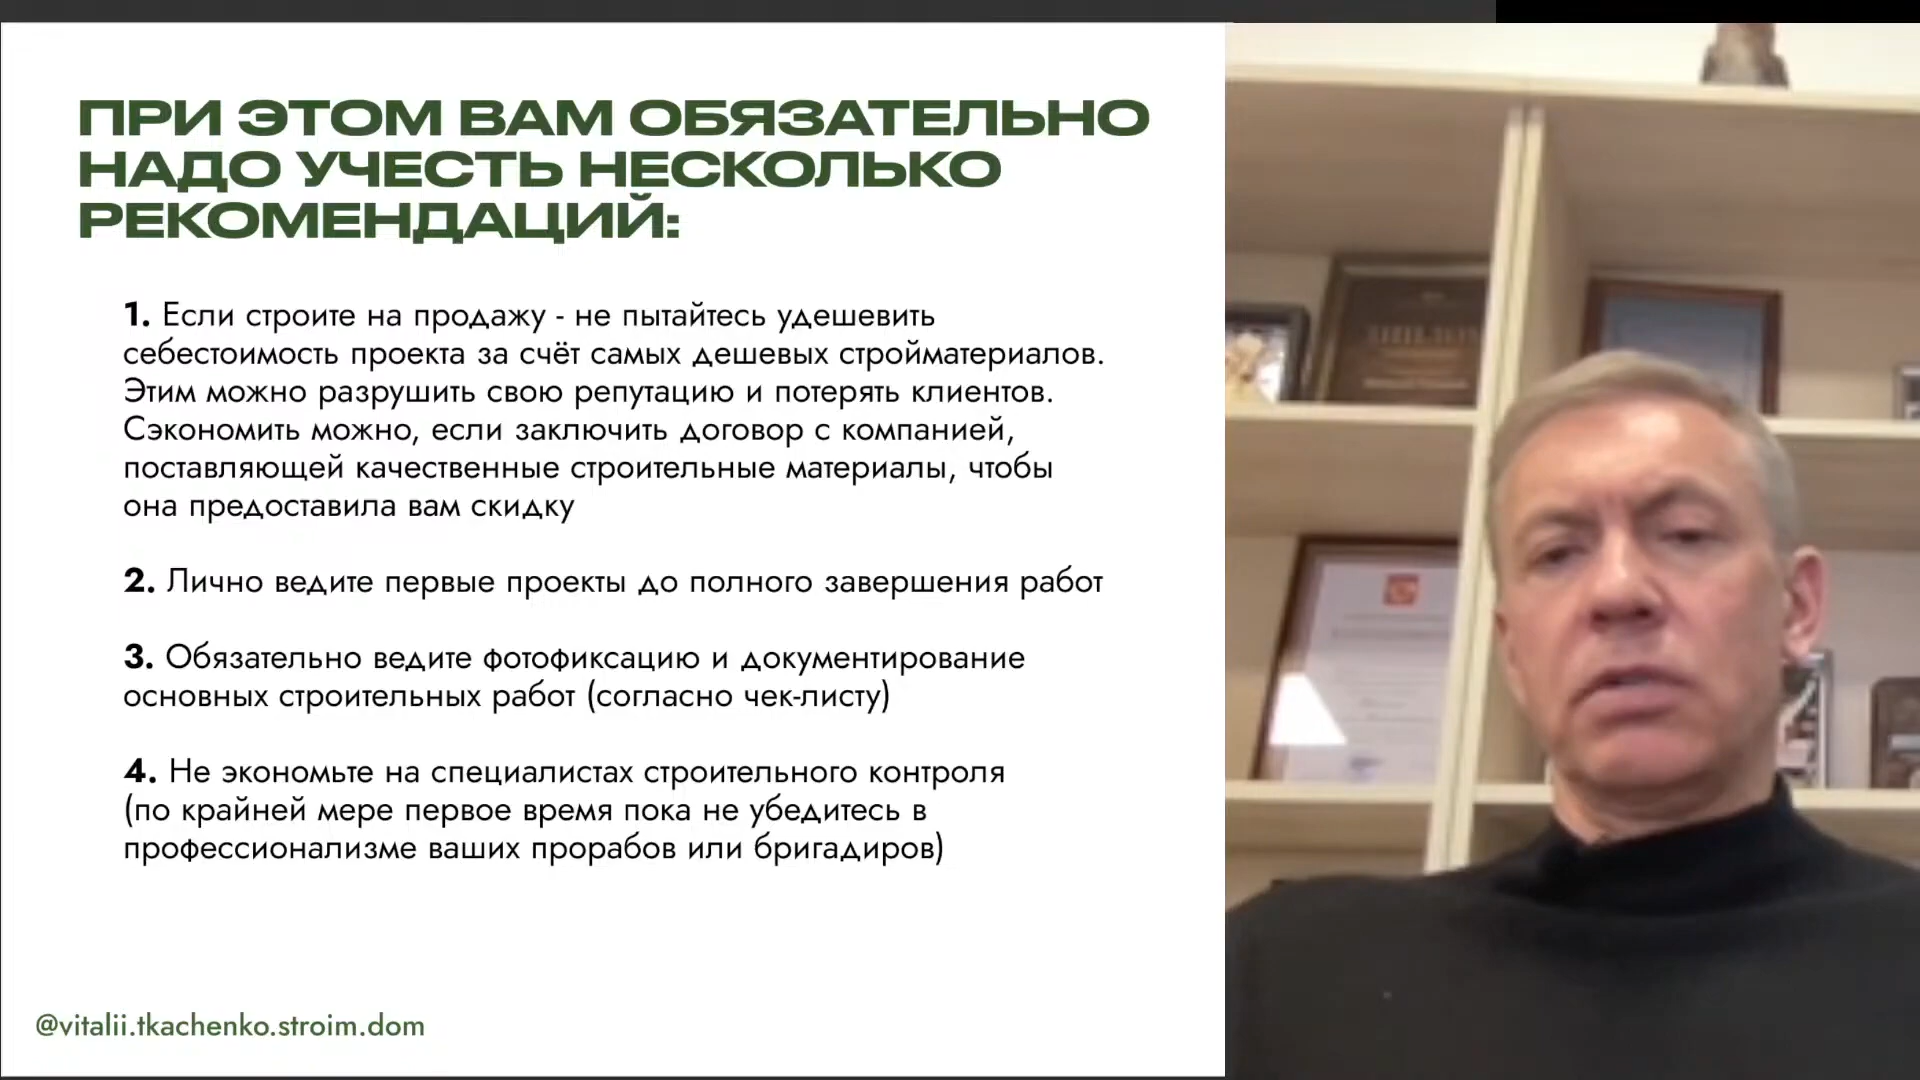 ПРИ ЭТОМ ВАМ ОБЯЗАТЕЛЬНО
НАДО УЧЕСТЬ НЕСКОЛЬКО
РЕКОМЕНДАЦИЙ:
1. Если строите на продажу - не пытайтесь удешевить
себестоимость проекта за счёт самых дешевых стройматериалов.
Этим можно разрушить свою репутацию и потерять клиентов.
Сэкономить можно, если заключить договор с компанией,
поставляющей качественные строительные материалы, чтобы
она предоставила вам скидку
2. Лично ведите первые проекты до полного завершения работ
3. Обязательно ведите фотофиксацию и документирование
основных строительных работ (согласно чек-листу)
4. Не экономьте на специалистах строительного контроля
(по крайней мере первое время пока не убедитесь в
профессионализме ваших прорабов или бригадиров)
@vitalii.tkachenko.stroim.dom
ДИПЛОМ